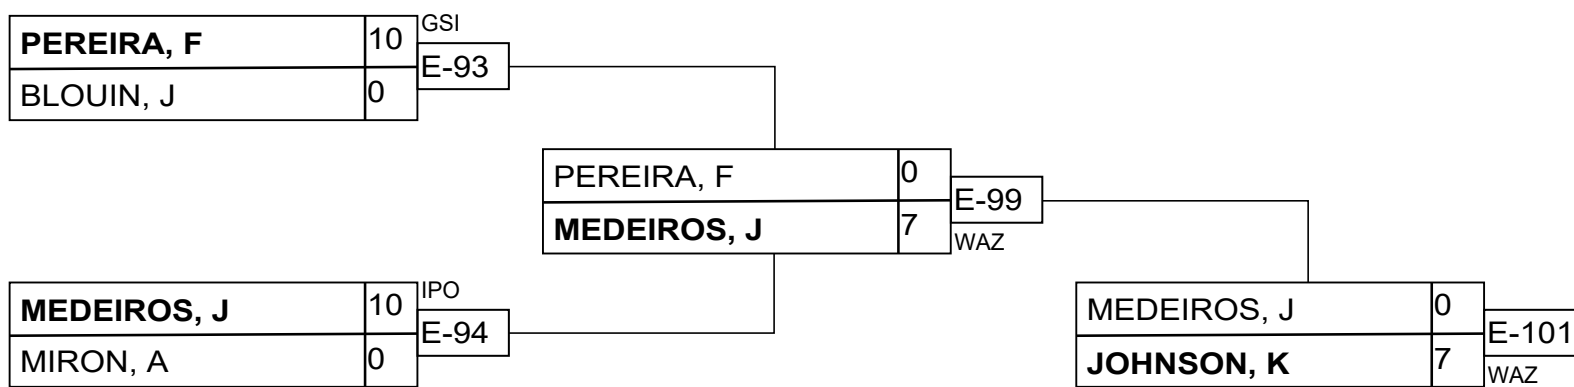 GSI
PEREIRA, F 10
E-93
BLOUIN, J 0
PEREIRA, F 0
E-99
MEDEIROS, J 7
WAZ
IPO
MEDEIROS, J 10
E-94
MIRON, A 0
MEDEIROS, J 0
E-101
JOHNSON, K 7
WAZ